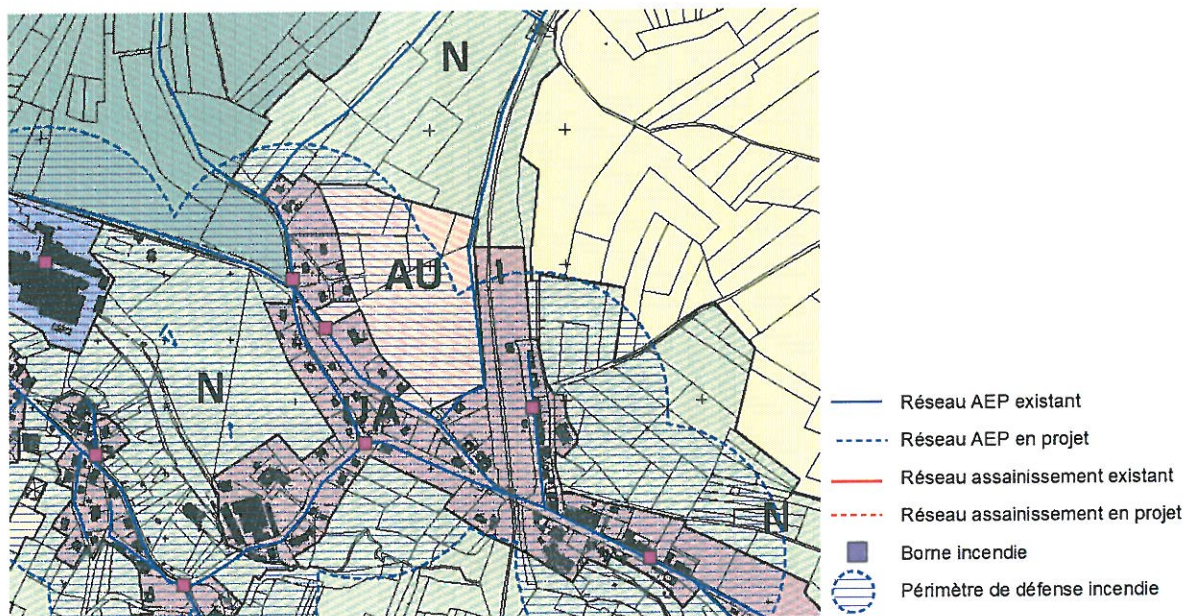 N
AU
I
N
UA
N
Réseau AEP existant
Réseau AEP en projet
Réseau assainissement existant
Réseau assainissement en projet
Borne incendie
Périmètre de défense incendie